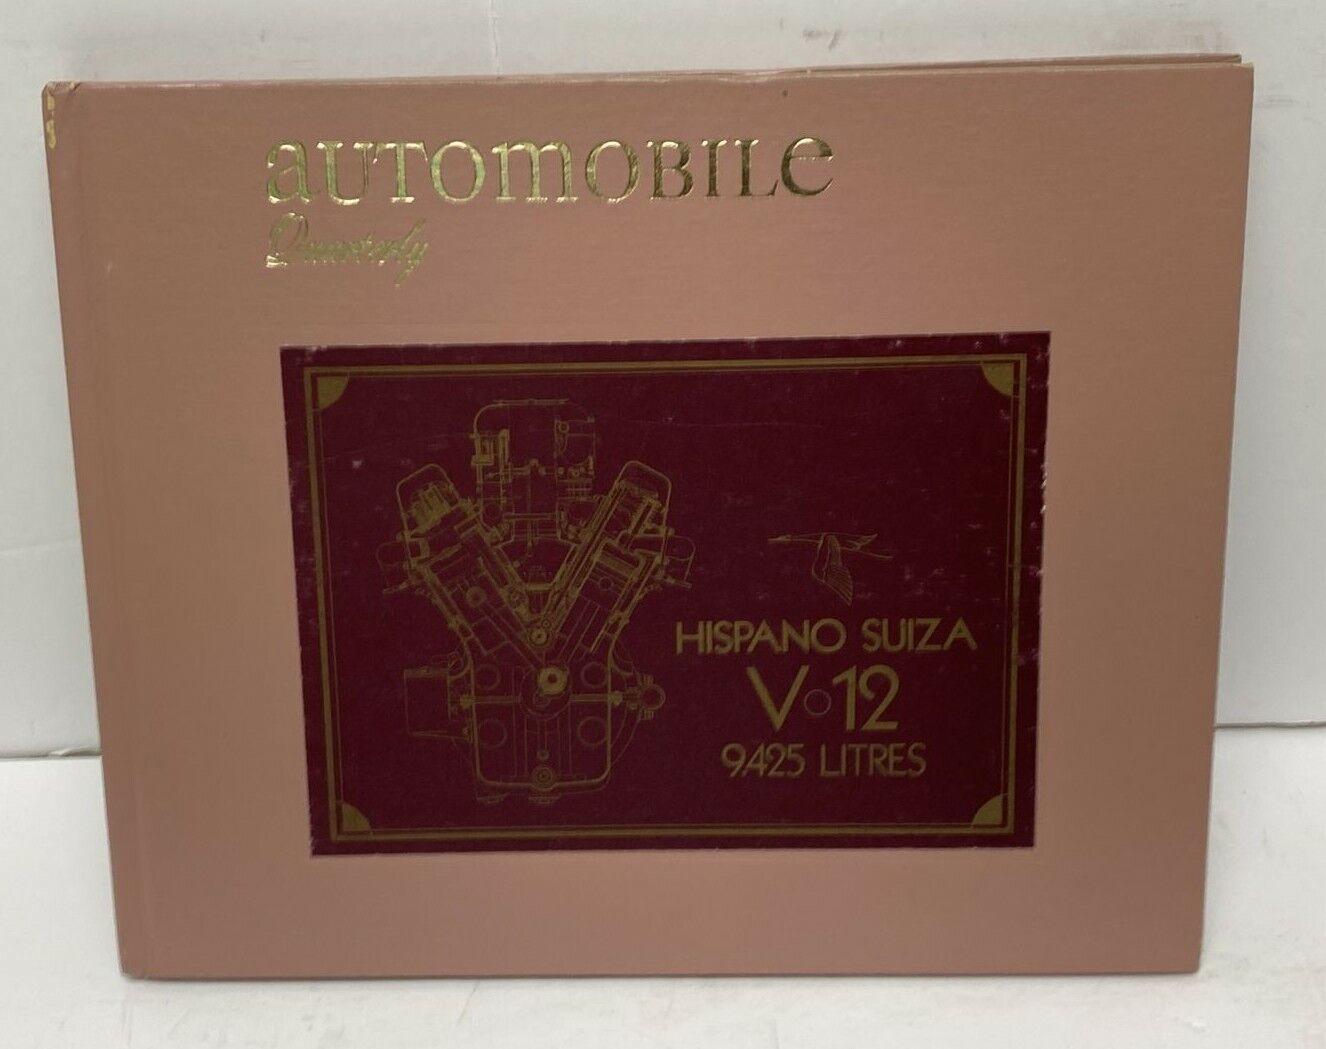 aUTOmOBILe
Quarterly
HISPANO SUIZA
V·12
9.425 LITRES